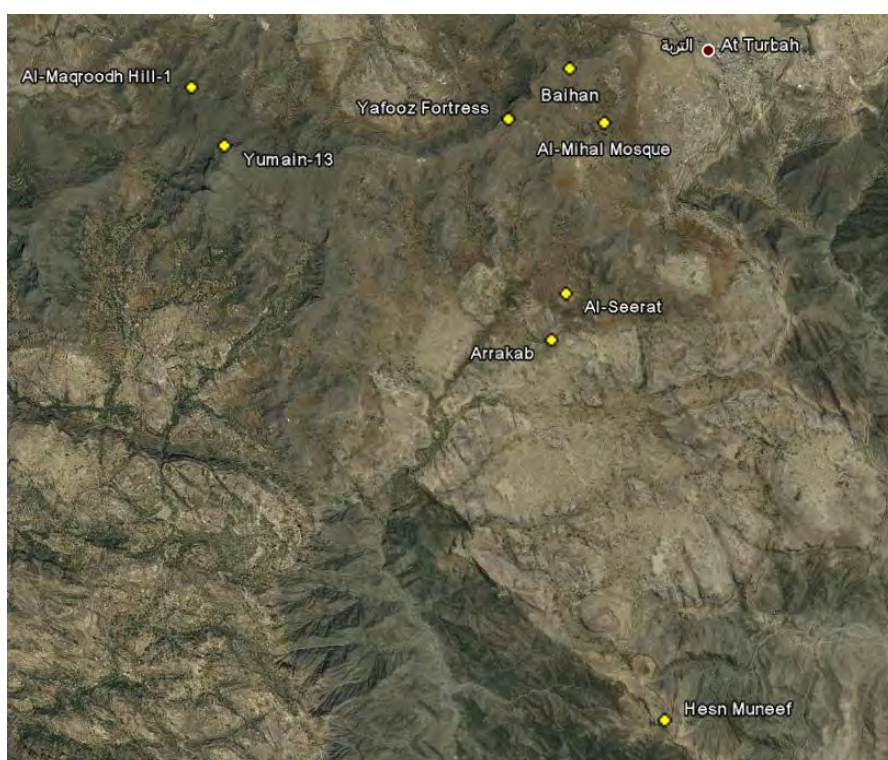 التربة At Turbah
Al-Maqroodh Hill-1
Baihan
Yafooz Fortress
Al-Mihal Mosque
Yumain-13
Al-Seerat
Arrakab
Hesn Muneef